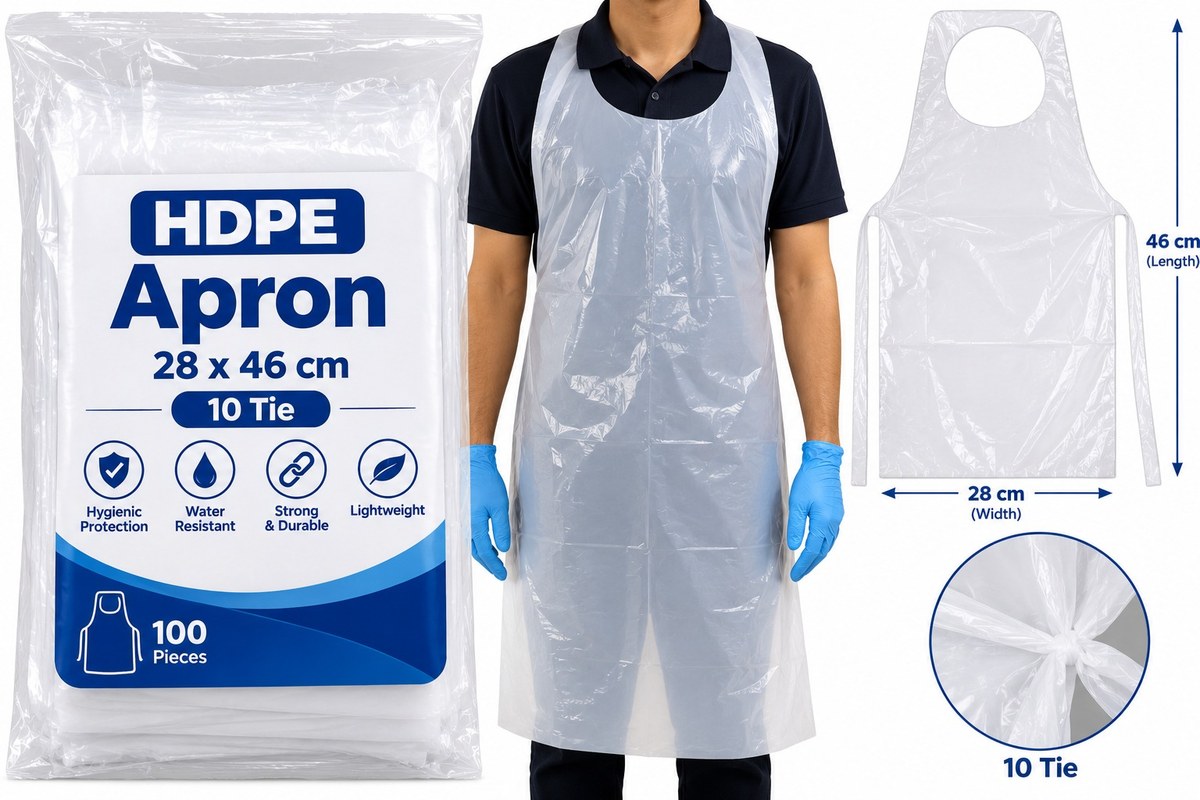 HDPE
Apron
28 x 46 cm
10 Tie
Hygienic
Protection
Water
Resistant
Strong
& Durable
Lightweight
100
Pieces
46 cm
(Length)
28 cm
(Width)
10 Tie